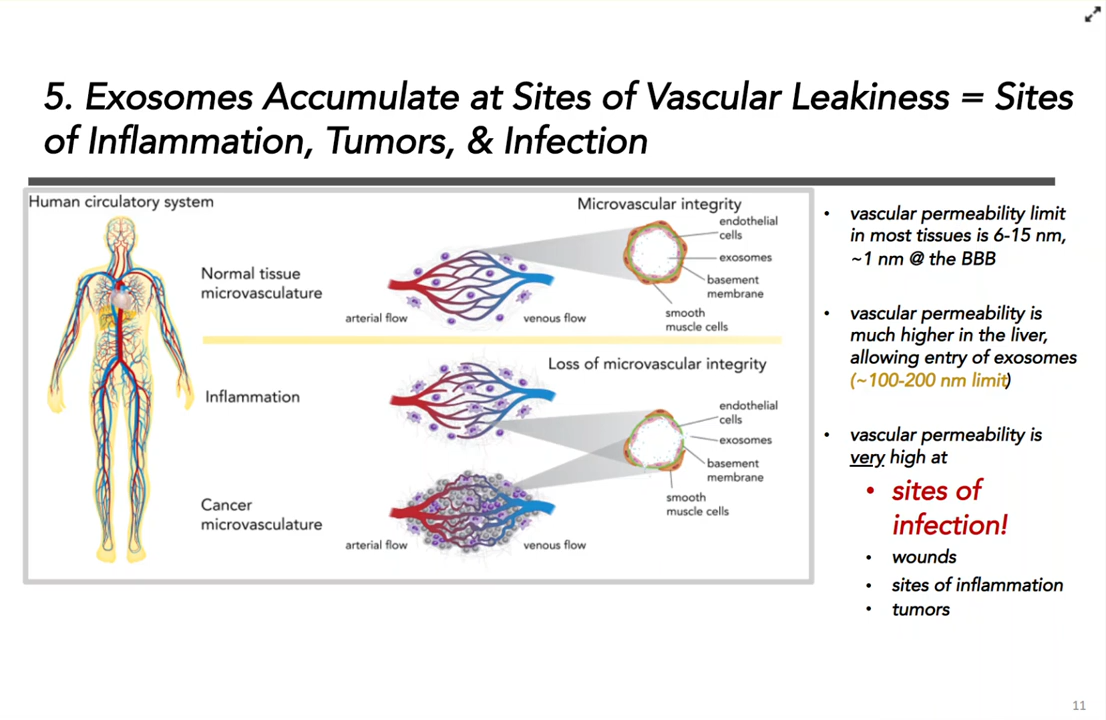 5. Exosomes Accumulate at Sites of Vascular Leakiness = Sites
of Inflammation, Tumors, & Infection
Human circulatory system
Microvascular integrity
endothelial
cells
exosomes
basement
membrane
smooth
muscle cells
Normal tissue
microvasculature
arterial flow
venous flow
Loss of microvascular integrity
Inflammation
endothelial
cells
exosomes
basement
membrane
smooth
muscle cells
Cancer
microvasculature
arterial flow
venous flow
• vascular permeability limit
in most tissues is 6-15 nm,
~1 nm @ the BBB
• vascular permeability is
much higher in the liver,
allowing entry of exosomes
(~100-200 nm limit)
• vascular permeability is
very high at
• sites of
infection!
• wounds
• sites of inflammation
• tumors
11